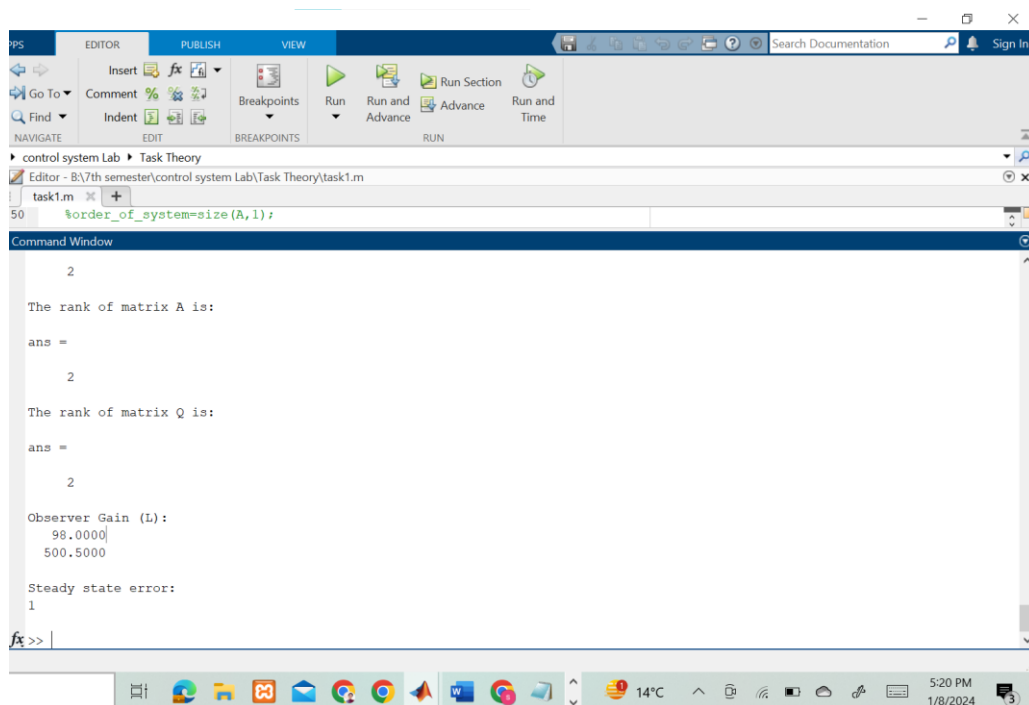 PPS EDITOR PUBLISH VIEW Search Documentation Sign In
Insert fx fi
Go To Comment % Breakpoints Run Run and Advance Run Section Advance Run and Time
Find Indent
NAVIGATE EDIT BREAKPOINTS RUN
control system Lab Task Theory
Editor - B:\7th semester\control system Lab\Task Theory\task1.m
task1.m
50 %order_of_system=size(A,1);
Command Window
2
The rank of matrix A is:
ans =
2
The rank of matrix Q is:
ans =
2
Observer Gain (L):
98.0000
500.5000
Steady state error:
1
fx >>
14°C 5:20 PM
1/8/2024 3